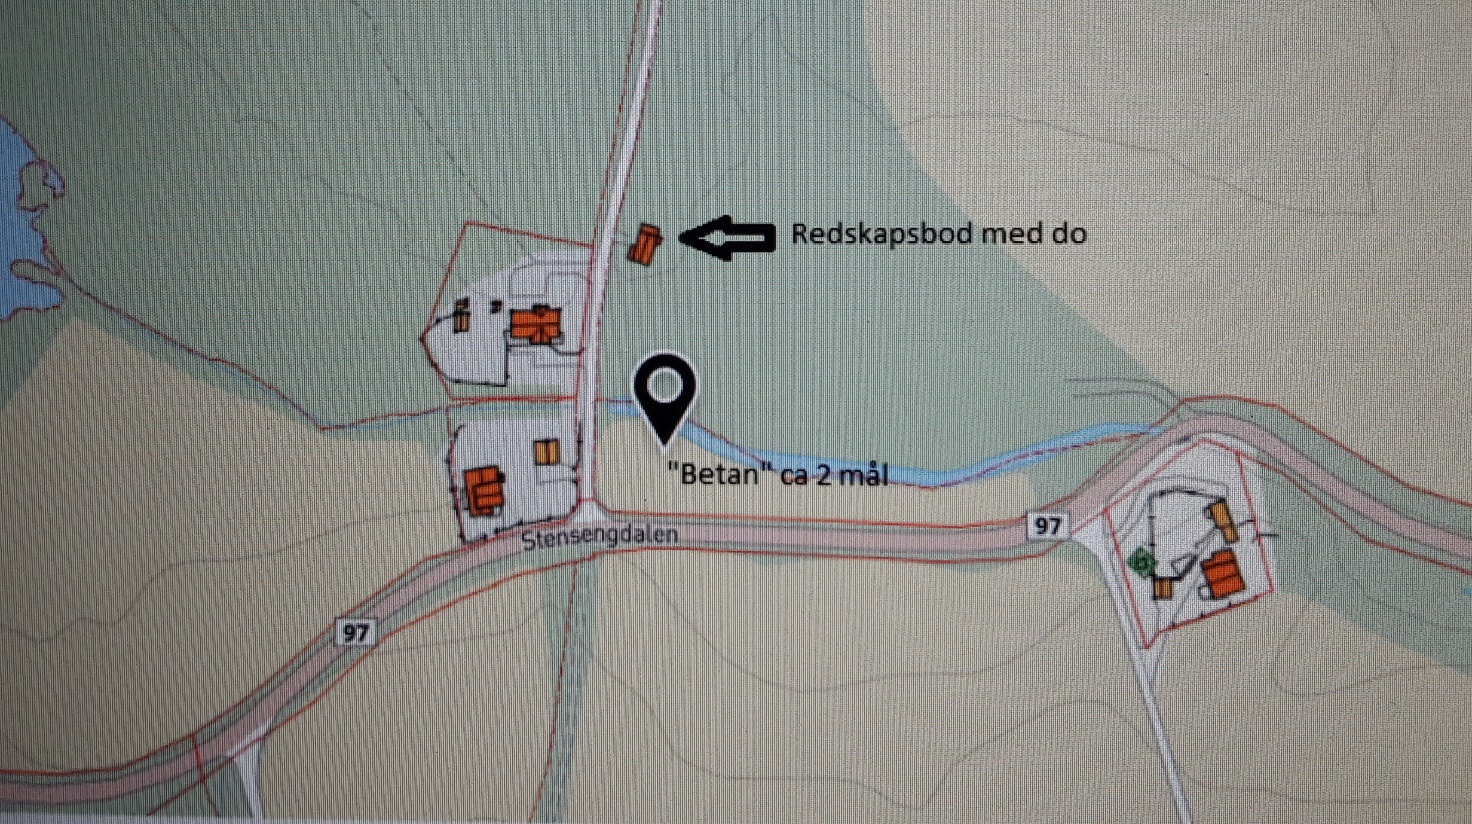 Redskapsbod med do
"Betan" ca 2 mål
Stensengdalen
97
97